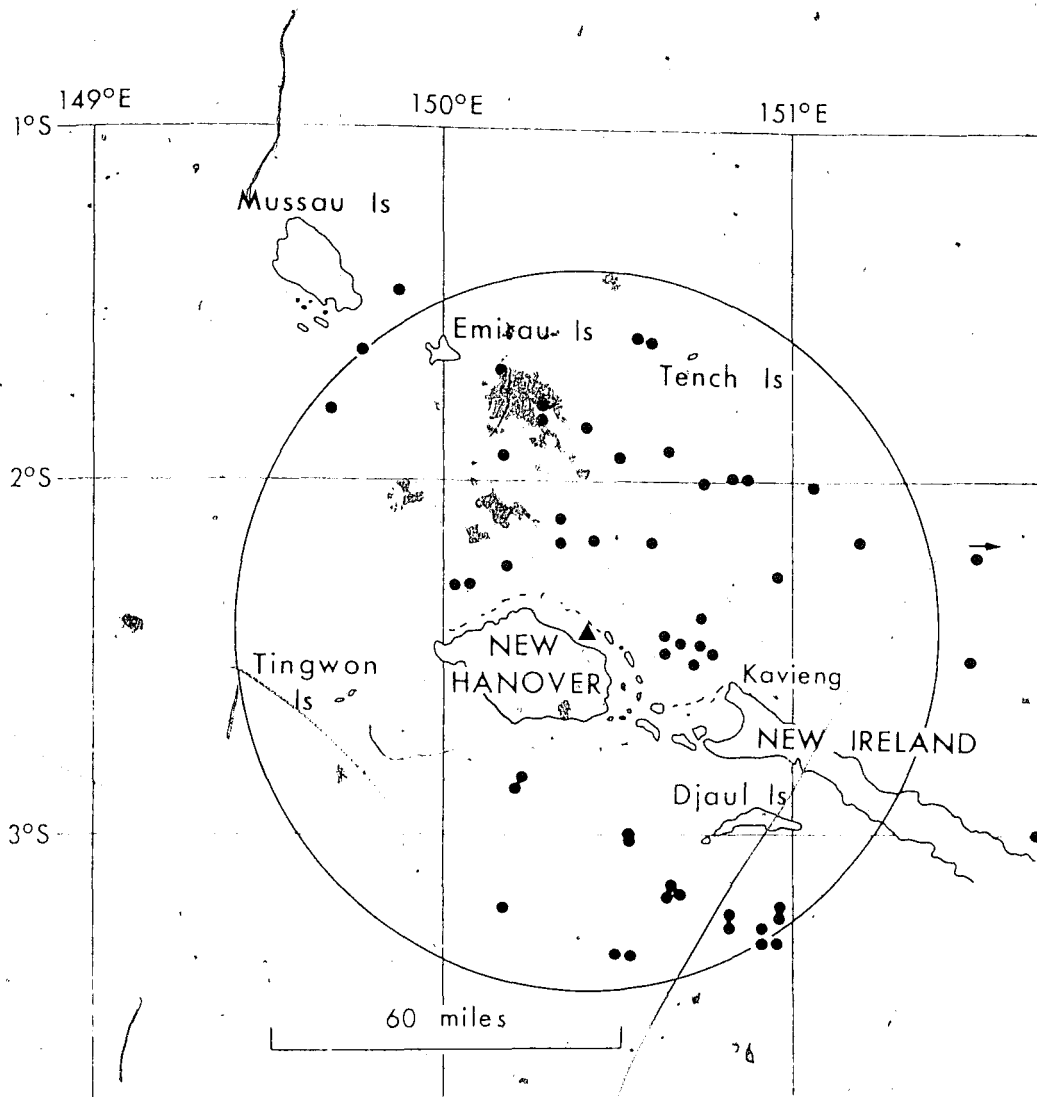 149°E 150°E 151°E
1°S
Mussau Is
Emirau Is
Tench Is
2°S
NEW
HANOVER
Tingwon
Is
Kavieng
NEW IRELAND
Djaul Is
3°S
60 miles